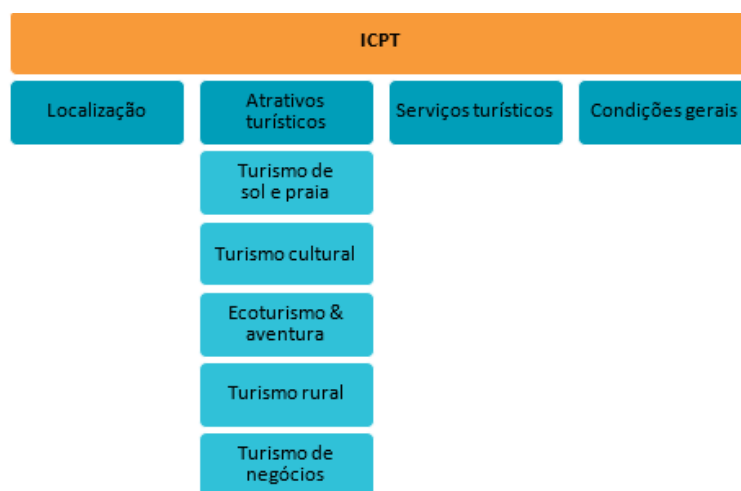 ICPT
Localização
Atrativos
turísticos
Serviços turísticos
Condições gerais
Turismo de
sol e praia
Turismo cultural
Ecoturismo &
aventura
Turismo rural
Turismo de
negócios